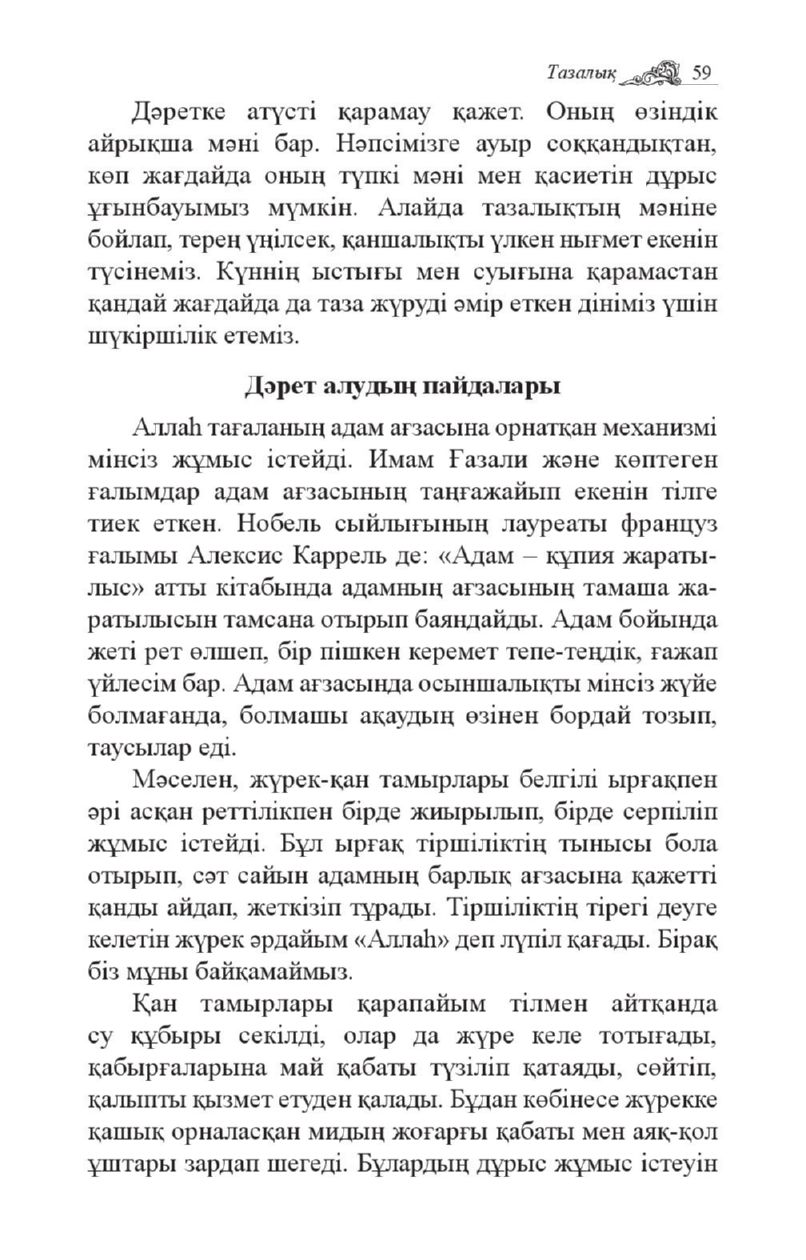 Тазалық 59
Дәретке атүсті қарамау қажет. Оның өзіндік
айрықша мәні бар. Нәпсімізге ауыр соққандықтан,
көп жағдайда оның түпкі мәні мен қасиетін дұрыс
ұғынбауымыз мүмкін. Алайда тазалықтың мәніне
бойлап, терең үңілсек, қаншалықты үлкен нығмет екенін
түсінеміз. Күннің ыстығы мен суығына қарамастан
қандай жағдайда да таза жүруді әмір еткен дініміз үшін
шүкіршілік етеміз.
Дәрет алудың пайдалары
Аллаһ тағаланың адам ағзасына орнатқан механизмі
мінсіз жұмыс істейді. Имам Ғазали және көптеген
ғалымдар адам ағзасының таңғажайып екенін тілге
тиек еткен. Нобель сыйлығының лауреаты француз
ғалымы Алексис Каррель де: «Адам – құпия жараты-
лыс» атты кітабында адамның ағзасының тамаша жа-
ратылысын тамсана отырып баяндайды. Адам бойында
жеті рет өлшеп, бір пішкен керемет тепе-теңдік, ғажап
үйлесім бар. Адам ағзасында осыншалықты мінсіз жүйе
болмағанда, болмашы ақаудың өзінен бордай тозып,
таусылар еді.
Мәселен, жүрек-қан тамырлары белгілі ырғақпен
әрі асқан реттілікпен бірде жиырылып, бірде серпіліп
жұмыс істейді. Бұл ырғақ тіршіліктің тынысы бола
отырып, сәт сайын адамның барлық ағзасына қажетті
қанды айдап, жеткізіп тұрады. Тіршіліктің тірегі деуге
келетін жүрек әрдайым «Аллаһ» деп лүпіл қағады. Бірақ
біз мұны байқамаймыз.
Қан тамырлары қарапайым тілмен айтқанда
су құбыры секілді, олар да жүре келе тотығады,
қабырғаларына май қабаты түзіліп қатаяды, сөйтіп,
қалыпты қызмет етуден қалады. Бұдан көбінесе жүрекке
қашық орналасқан мидың жоғарғы қабаты мен аяқ-қол
ұштары зардап шегеді. Бұлардың дұрыс жұмыс істеуін